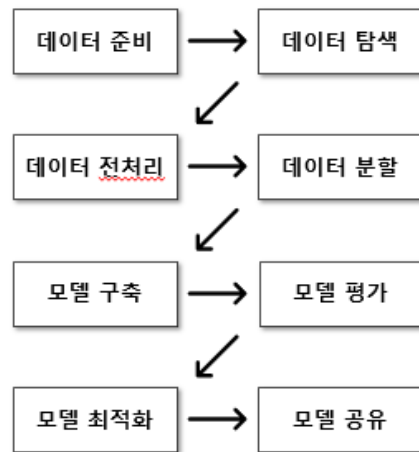 데이터 준비
데이터 탐색
데이터 전처리
데이터 분할
모델 구축
모델 평가
모델 최적화
모델 공유